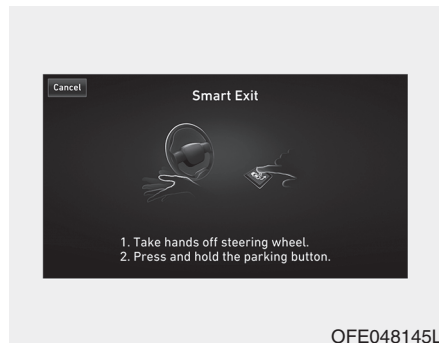 Cancel
Smart Exit
1. Take hands off steering wheel.
2. Press and hold the parking button.
OFE048145L